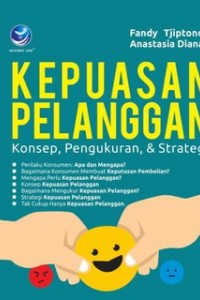 Fandy Tjiptono
Anastasia Diana
KEPUASAN
PELANGGAN
Konsep, Pengukuran, & Strateg
Perilaku Konsumen: Apa dan Mengapa?
Bagaimana Konsumen Membuat Keputusan Pembelian?
Mengapa Perlu Kepuasan Pelanggan?
Konsep Kepuasan Pelanggan
Bagaimana Mengukur Kepuasan Pelanggan?
Strategi Kepuasan Pelanggan
Tak Cukup Hanya Kepuasan Pelanggan